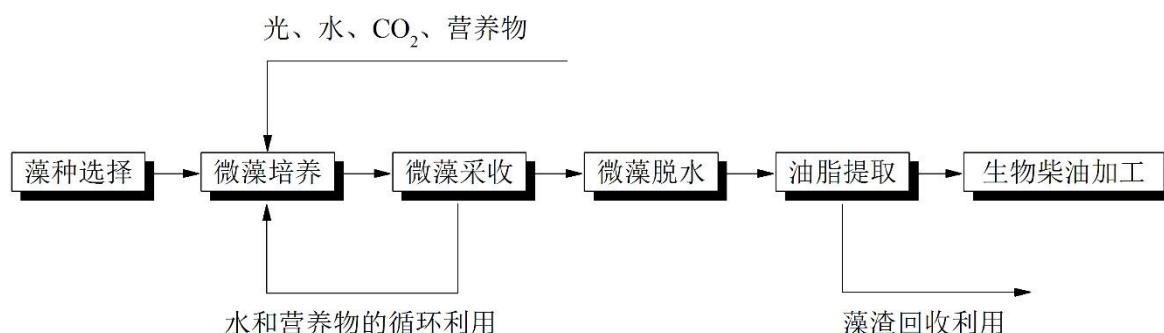 光、水、CO₂、营养物
藻种选择
微藻培养
微藻采收
微藻脱水
油脂提取
生物柴油加工
水和营养物的循环利用
藻渣回收利用